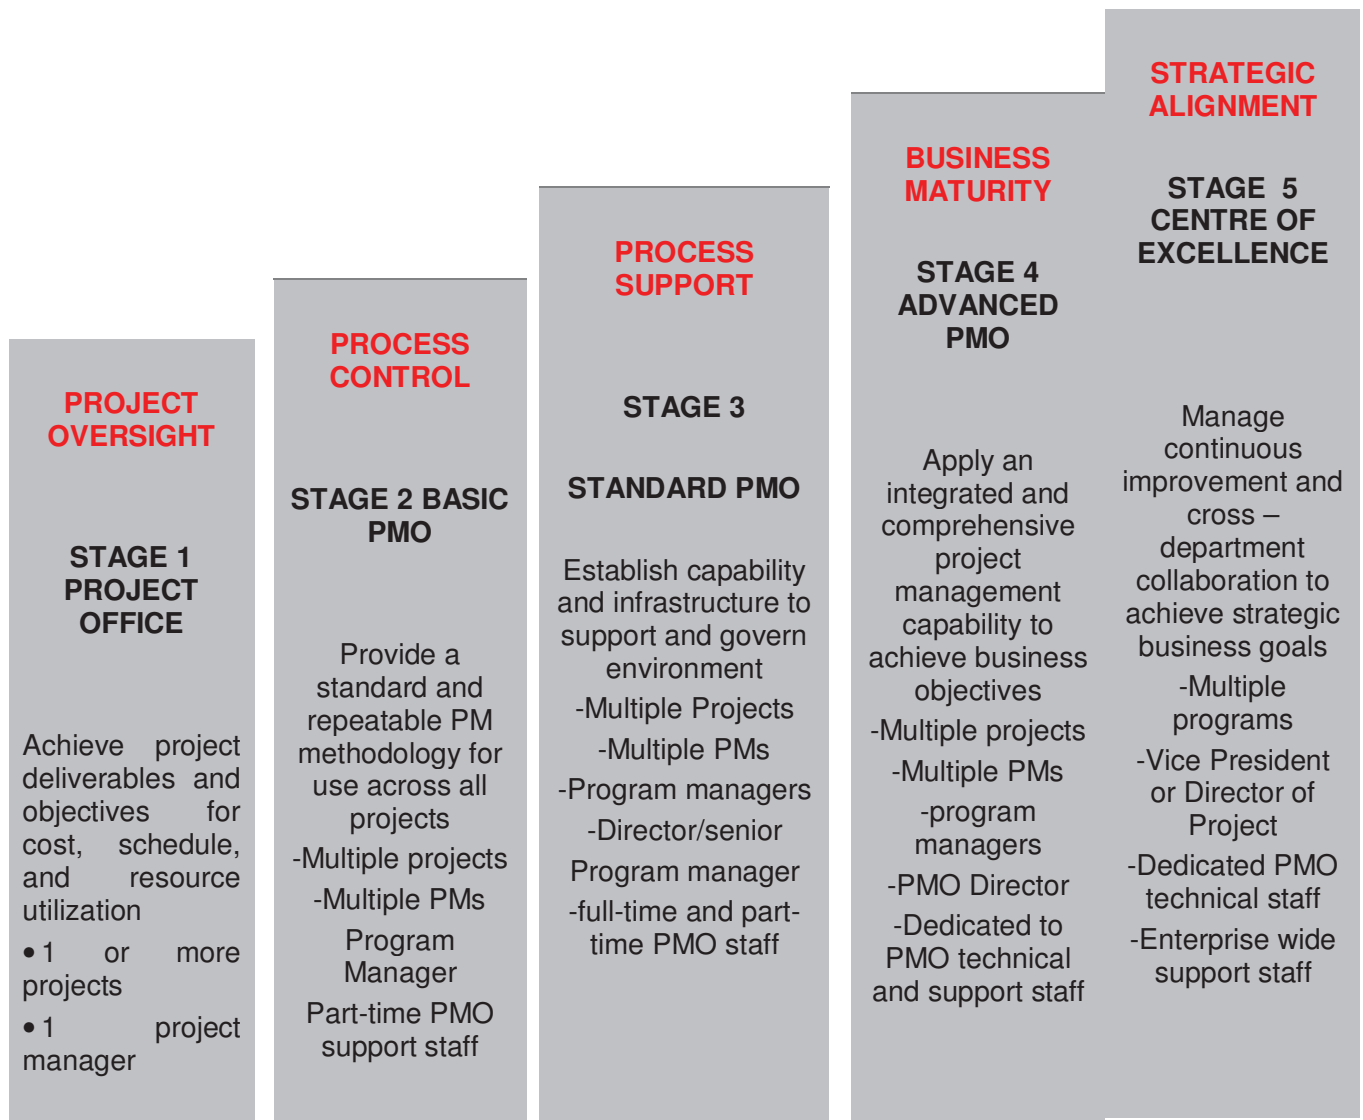 PROJECT
OVERSIGHT
STAGE 1
PROJECT
OFFICE
Achieve project
deliverables and
objectives for
cost, schedule,
and resource
utilization
•1 or more
projects
•1 project
manager
PROCESS
CONTROL
STAGE 2 BASIC
PMO
Provide a
standard and
repeatable PM
methodology for
use across all
projects
-Multiple projects
-Multiple PMs
Program
Manager
Part-time PMO
support staff
PROCESS
SUPPORT
STAGE 3
STANDARD PMO
Establish capability
and infrastructure to
support and govern
environment
-Multiple Projects
-Multiple PMs
-Program managers
-Director/senior
Program manager
-full-time and part-
time PMO staff
BUSINESS
MATURITY
STAGE 4
ADVANCED
PMO
Apply an
integrated and
comprehensive
project
management
capability to
achieve business
objectives
-Multiple projects
-Multiple PMs
-program
managers
-PMO Director
-Dedicated to
PMO technical
and support staff
STRATEGIC
ALIGNMENT
STAGE 5
CENTRE OF
EXCELLENCE
Manage
continuous
improvement and
cross –
department
collaboration to
achieve strategic
business goals
-Multiple
programs
-Vice President
or Director of
Project
-Dedicated PMO
technical staff
-Enterprise wide
support staff